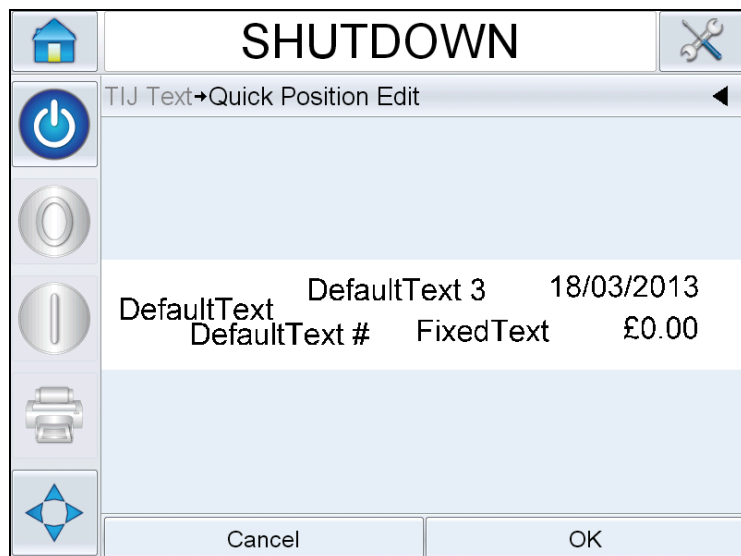 SHUTDOWN
TIJ Text→Quick Position Edit
DefaultText 3 18/03/2013
DefaultText
DefaultText # FixedText £0.00
Cancel OK